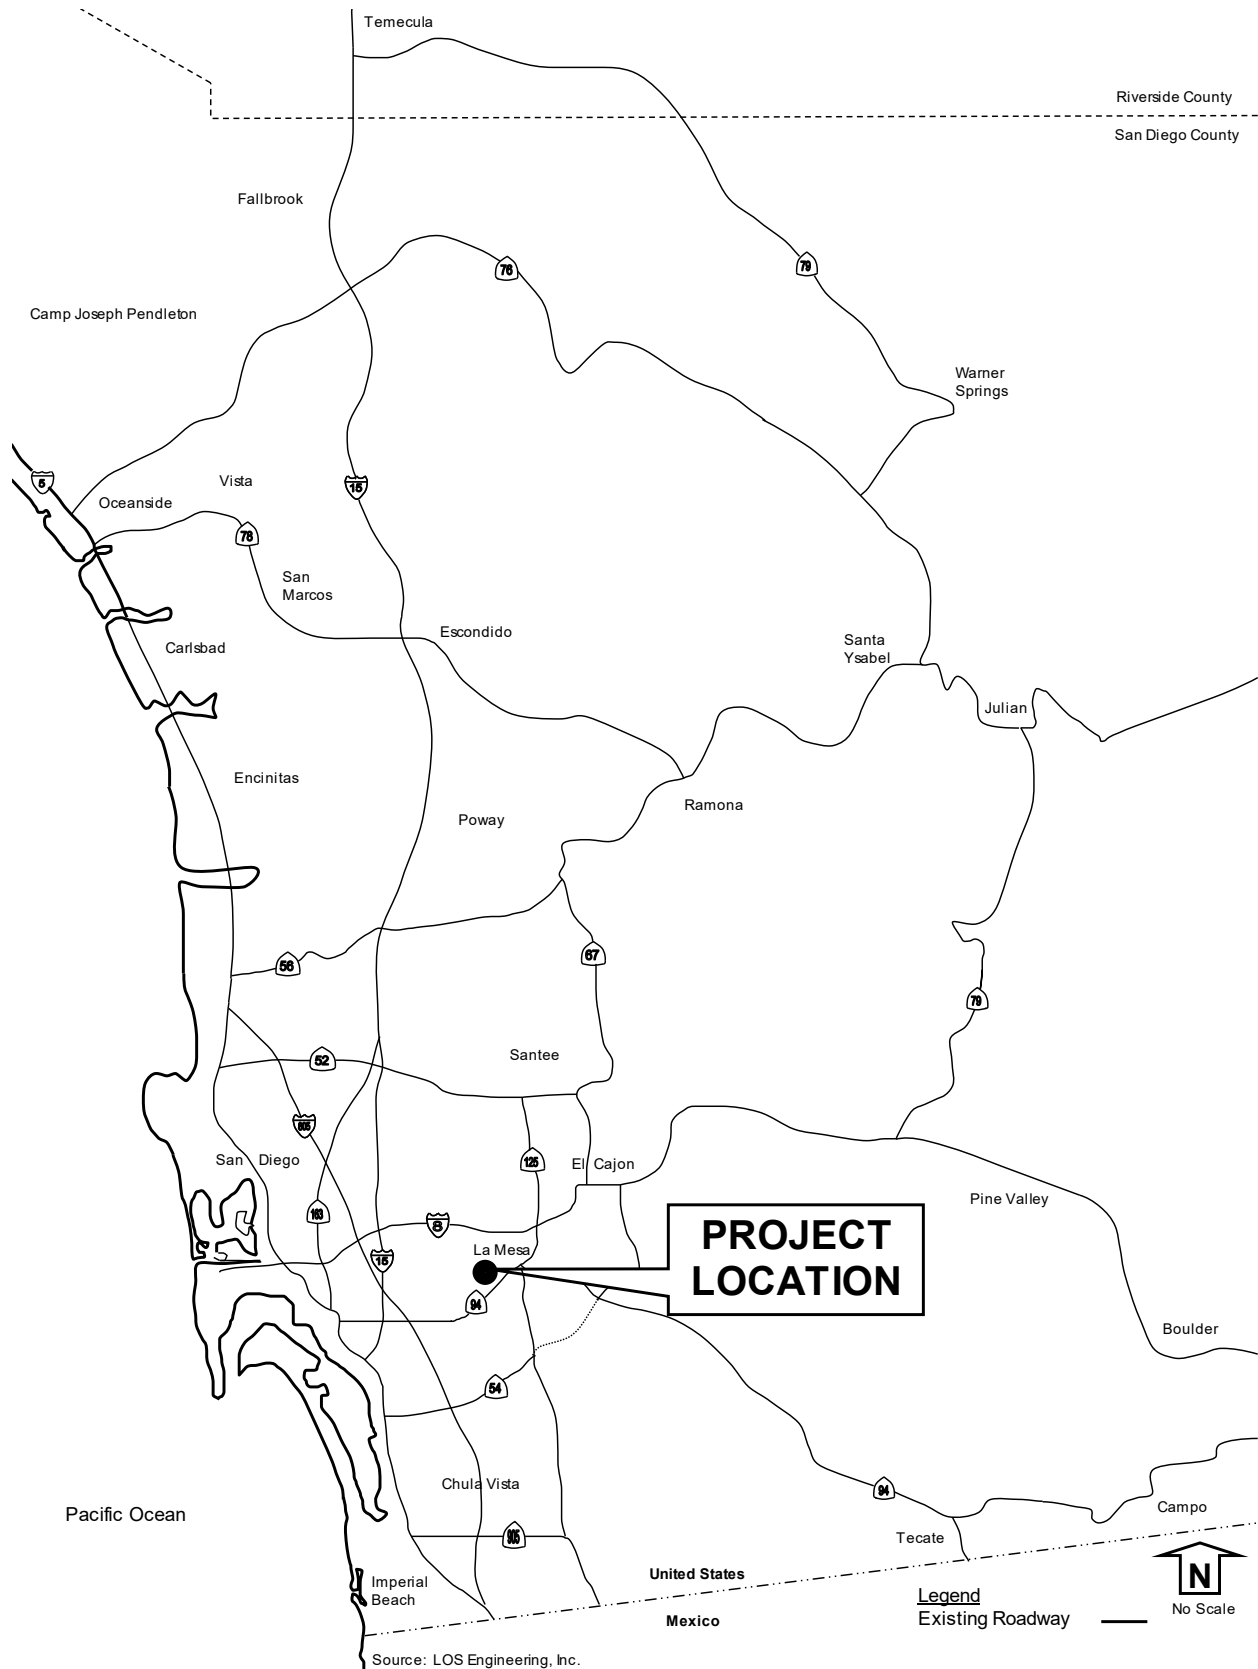 Temecula
Riverside County
San Diego County
Fallbrook
76
79
Camp Joseph Pendleton
Warner
Springs
5
Vista
15
Oceanside
78
San
Marcos
Escondido
Santa
Ysabel
Carlsbad
Julian
Encinitas
Ramona
Poway
56
67
79
52
Santee
805
San Diego
125
El Cajon
Pine Valley
163
8
PROJECT
LOCATION
La Mesa
15
94
Boulder
54
Chula Vista
94
Campo
Pacific Ocean
905
Tecate
United States
Mexico
Imperial
Beach
Legend
Existing Roadway
N
No Scale
Source: LOS Engineering, Inc.